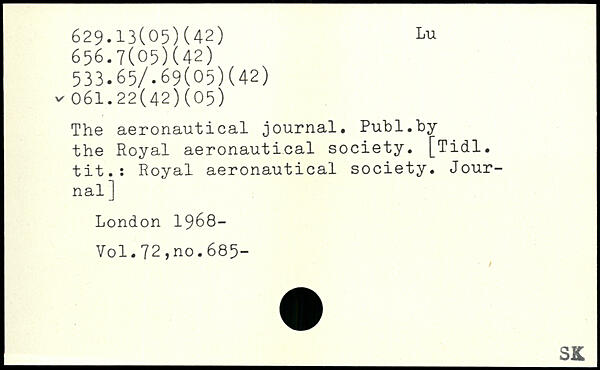 629.13(05)(42) Lu
656.7(05)(42)
533.65/.69(05)(42)
✓ 061.22(42)(05)
The aeronautical journal. Publ.by
the Royal aeronautical society. [Tidl.
tit.: Royal aeronautical society. Jour-
nal]
London 1968-
Vol.72,no.685-
SK